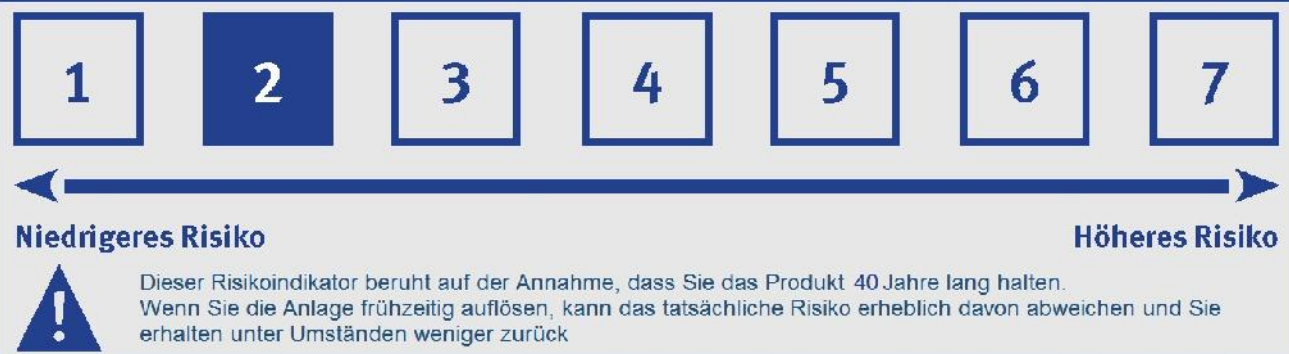 1 2 3 4 5 6 7
Niedrigeres Risiko Höheres Risiko
!
Dieser Risikoindikator beruht auf der Annahme, dass Sie das Produkt 40 Jahre lang halten.
Wenn Sie die Anlage frühzeitig auflösen, kann das tatsächliche Risiko erheblich davon abweichen und Sie
erhalten unter Umständen weniger zurück